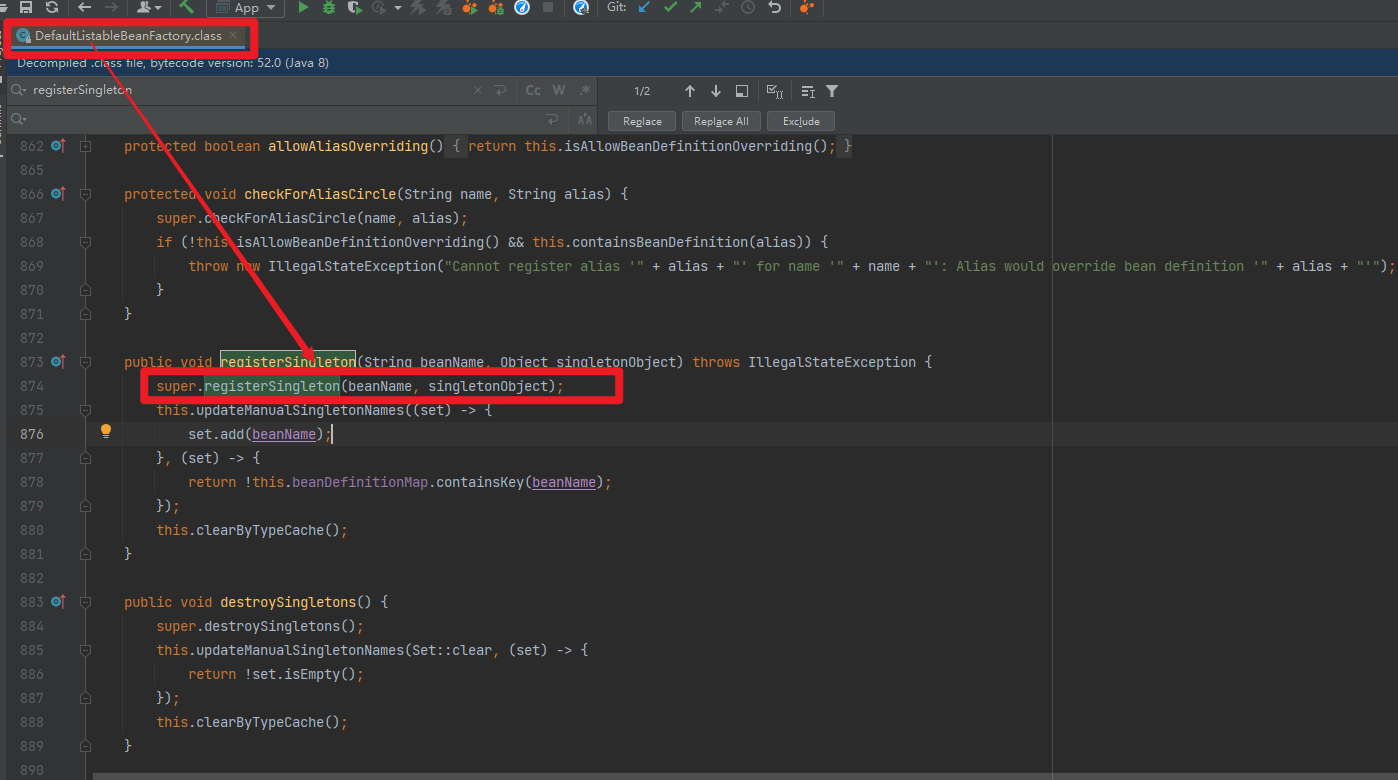 App
Git:
DefaultListableBeanFactory.class
Decompiled .class file, bytecode version: 52.0 (Java 8)
registerSingleton
Cc W .*
1/2
Replace Replace All Exclude
862 protected boolean allowAliasOverriding() { return this.isAllowBeanDefinitionOverriding(); }
865
866 protected void checkForAliasCircle(String name, String alias) {
867 super.checkForAliasCircle(name, alias);
868 if (!this.isAllowBeanDefinitionOverriding() && this.containsBeanDefinition(alias)) {
869 throw new IllegalStateException("Cannot register alias '" + alias + "' for name '" + name + "': Alias would override bean definition '" + alias + "'");
870 }
871 }
872
873 public void registerSingleton(String beanName, Object singletonObject) throws IllegalStateException {
874 super.registerSingleton(beanName, singletonObject);
875 this.updateManualSingletonNames((set) -> {
876 set.add(beanName);
877 }, (set) -> {
878 return !this.beanDefinitionMap.containsKey(beanName);
879 });
880 this.clearByTypeCache();
881 }
882
883 public void destroySingletons() {
884 super.destroySingletons();
885 this.updateManualSingletonNames(Set::clear, (set) -> {
886 return !set.isEmpty();
887 });
888 this.clearByTypeCache();
889 }
890